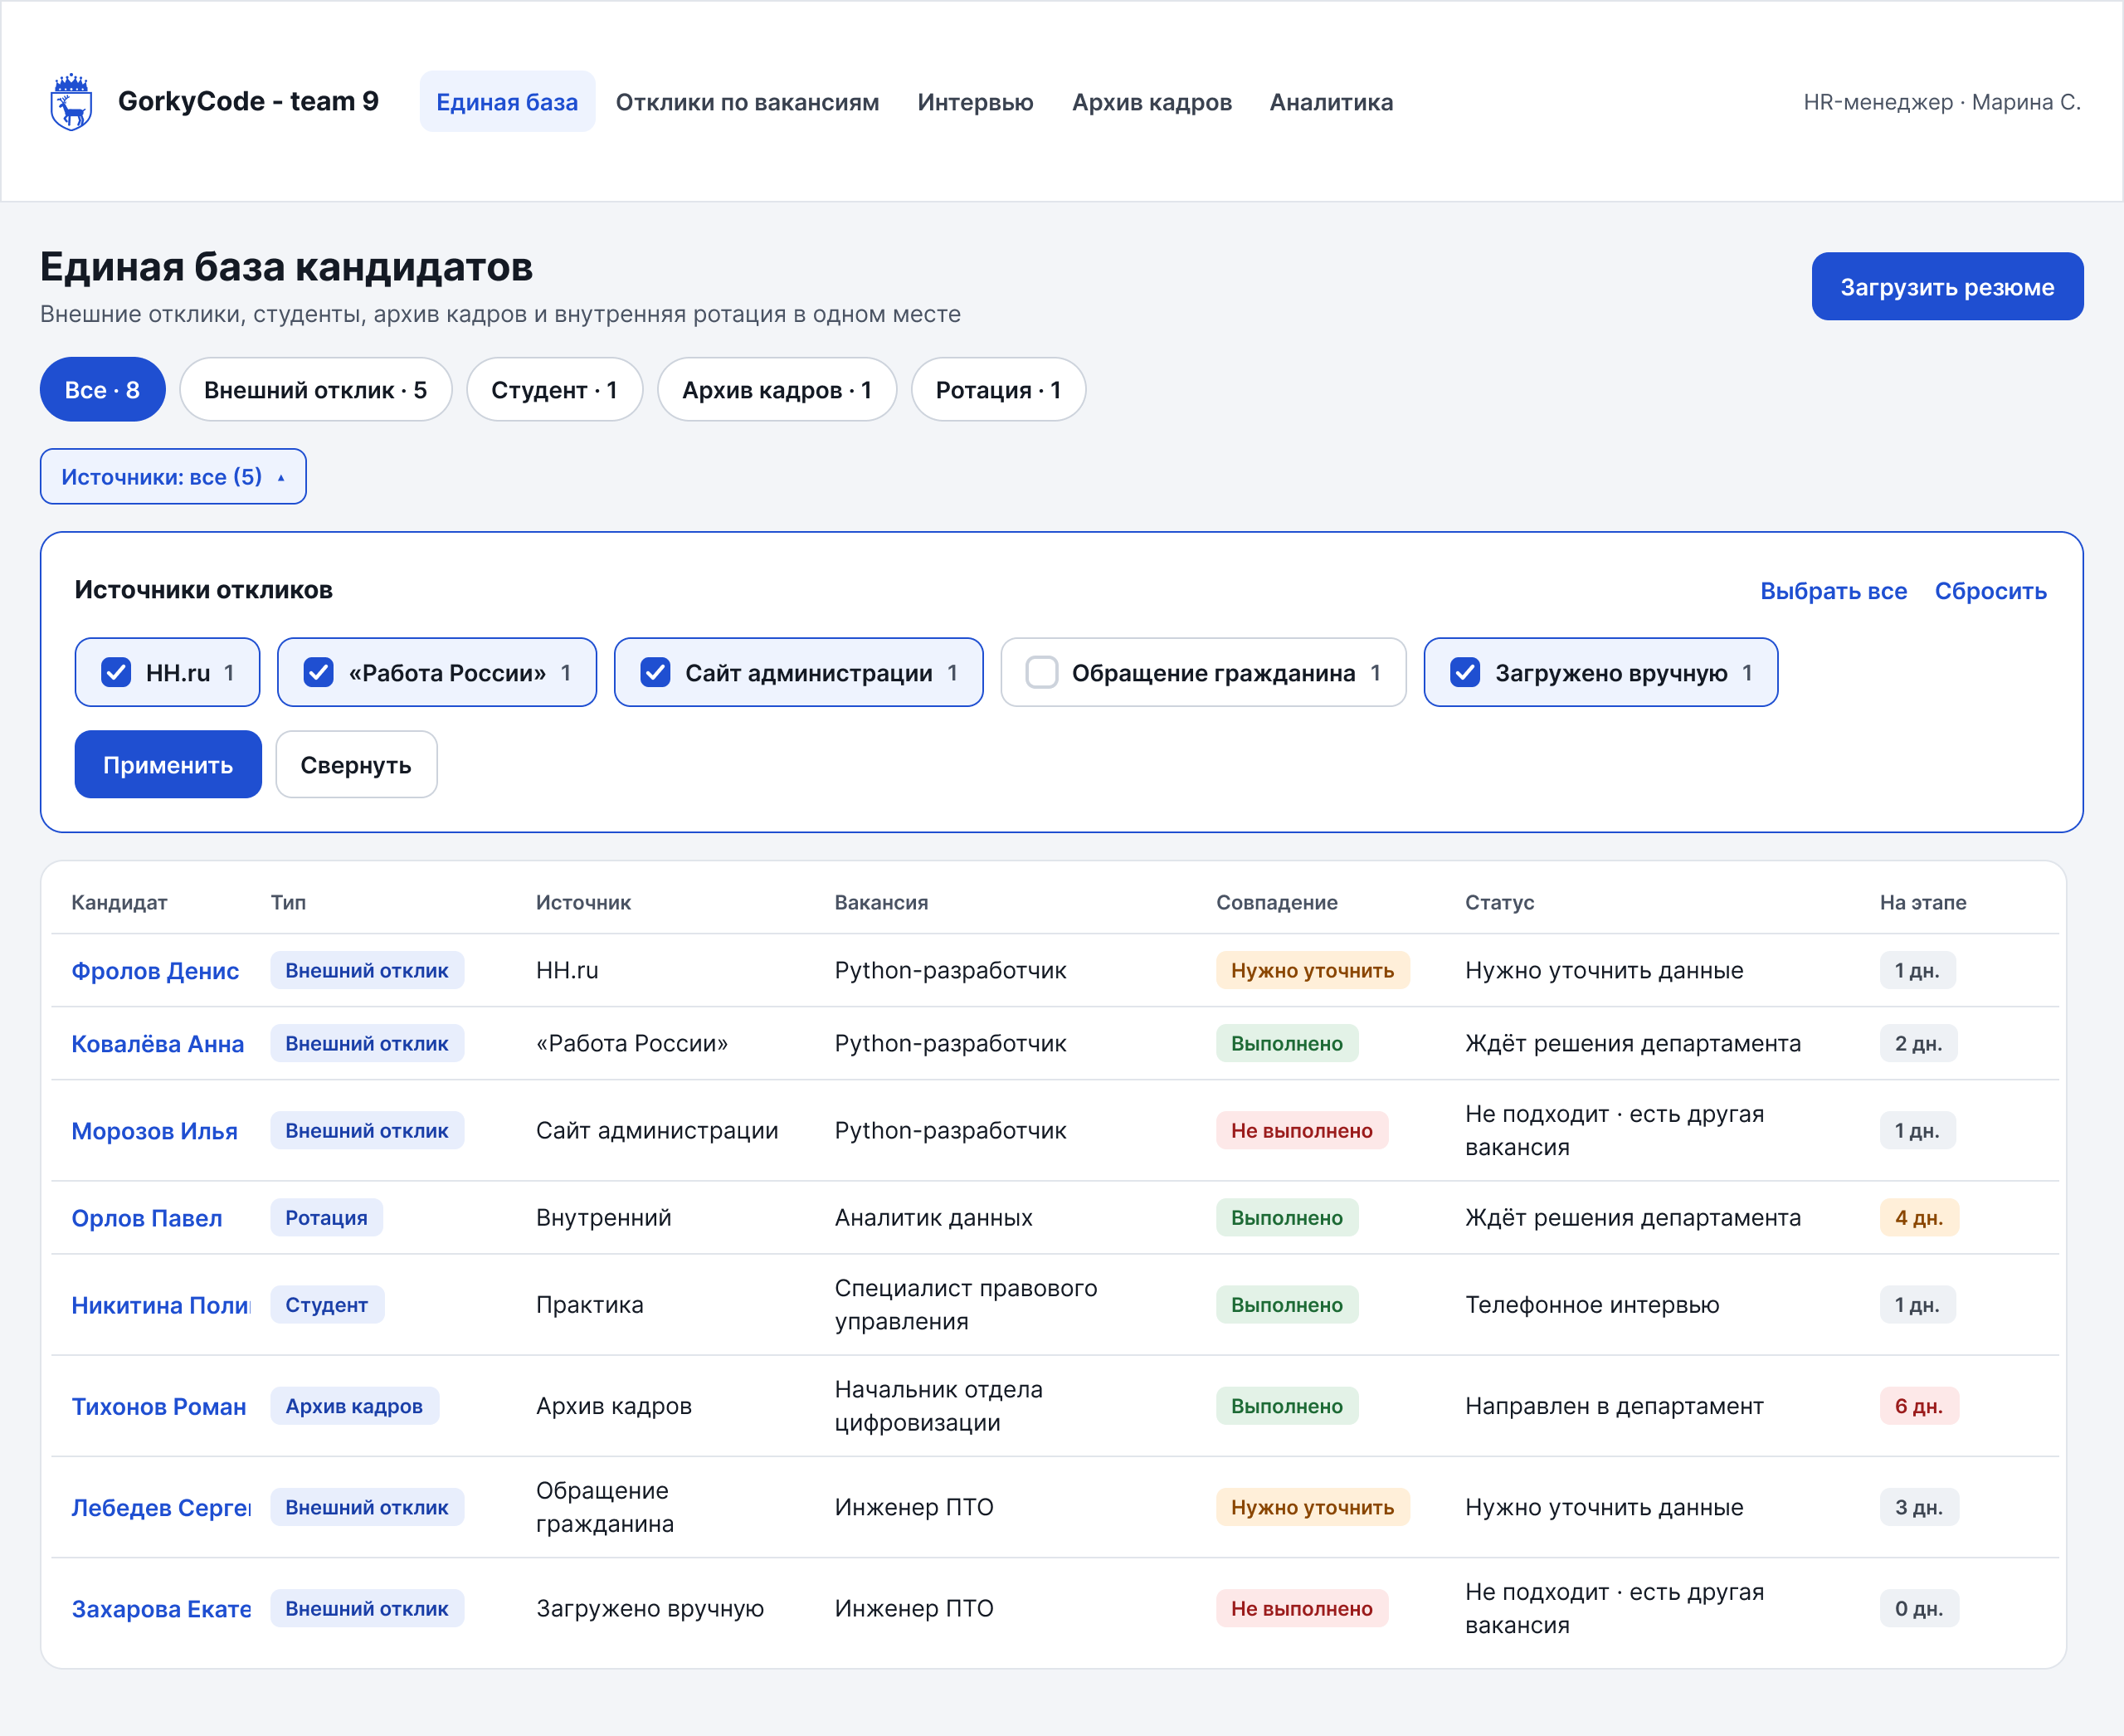 GorkyCode - team 9 Единая база Отклики по вакансиям Интервью Архив кадров Аналитика HR-менеджер · Марина С.
Единая база кандидатов
Загрузить резюме
Внешние отклики, студенты, архив кадров и внутренняя ротация в одном месте
Все · 8 Внешний отклик · 5 Студент · 1 Архив кадров · 1 Ротация · 1
Источники: все (5) ▴
Источники откликов Выбрать все Сбросить
HH.ru 1 «Работа России» 1 Сайт администрации 1 Обращение гражданина 1 Загружено вручную 1
Применить Свернуть
Кандидат Тип Источник Вакансия Совпадение Статус На этапе
Фролов Денис Внешний отклик HH.ru Python-разработчик Нужно уточнить Нужно уточнить данные 1 дн.
Ковалёва Анна Внешний отклик «Работа России» Python-разработчик Выполнено Ждёт решения департамента 2 дн.
Морозов Илья Внешний отклик Сайт администрации Python-разработчик Не выполнено Не подходит · есть другая
вакансия
1 дн.
Орлов Павел Ротация Внутренний Аналитик данных Выполнено Ждёт решения департамента 4 дн.
Никитина Студент Практика Специалист правового
управления
Выполнено Телефонное интервью 1 дн.
Тихонов Роман Архив кадров Архив кадров Начальник отдела
цифровизации
Выполнено Направлен в департамент 6 дн.
Лебедев Внешний отклик Обращение
гражданина
Инженер ПТО Нужно уточнить Нужно уточнить данные 3 дн.
Захарова Екате Внешний отклик Загружено вручную Инженер ПТО Не выполнено Не подходит · есть другая
вакансия
0 дн.